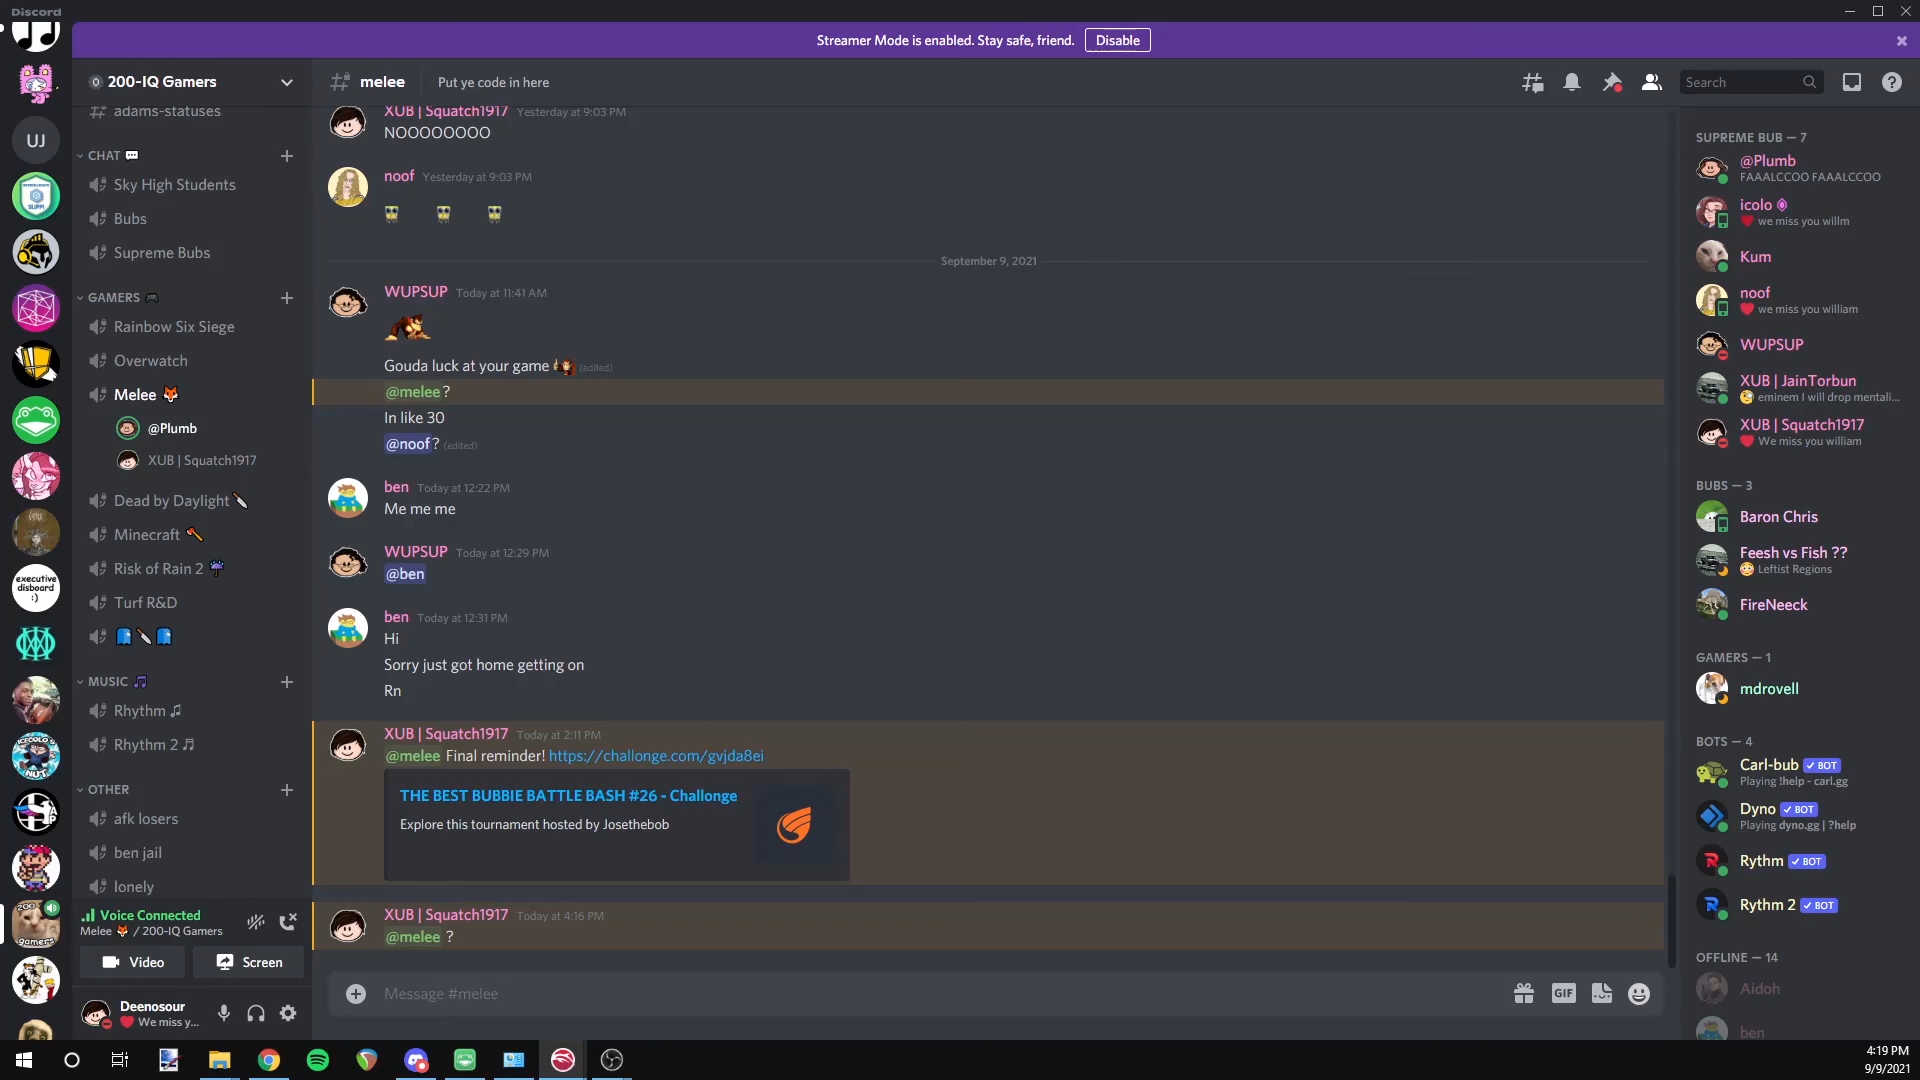 Discord
Streamer Mode is enabled. Stay safe, friend.
Disable
200-IQ Gamers
melee
Put ye code in here
Search
adams-statuses
CHAT
Sky High Students
Bubs
Supreme Bubs
GAMERS
Rainbow Six Siege
Overwatch
Melee
@Plumb
XUB | Squatch1917
Dead by Daylight
Minecraft
Risk of Rain 2
Turf R&D
MUSIC
Rhythm
Rhythm 2
OTHER
afk losers
ben jail
lonely
Voice Connected
Melee / 200-IQ Gamers
Video
Screen
Deenosour
We miss y...
UJ
executive
disboard
:)
200
gamers
XUB | Squatch1917 Yesterday at 9:03 PM
NOOOOOOOO
noof Yesterday at 9:03 PM
September 9, 2021
WUPSUP Today at 11:41 AM
Gouda luck at your game (edited)
@melee ?
In like 30
@noof ? (edited)
ben Today at 12:22 PM
Me me me
WUPSUP Today at 12:29 PM
@ben
ben Today at 12:31 PM
Hi
Sorry just got home getting on
Rn
XUB | Squatch1917 Today at 2:11 PM
@melee Final reminder! https://challonge.com/gvjda8ei
THE BEST BUBBIE BATTLE BASH #26 - Challonge
Explore this tournament hosted by Josethebob
XUB | Squatch1917 Today at 4:16 PM
@melee ?
Message #melee
GIF
SUPREME BUB — 7
@Plumb
FAAALCCOO FAAALCCOO
icolo
we miss you willm
Kum
noof
we miss you william
WUPSUP
XUB | JainTorbun
eminem I will drop mentali...
XUB | Squatch1917
We miss you william
BUBS — 3
Baron Chris
Feesh vs Fish ??
Leftist Regions
FireNeeck
GAMERS — 1
mdrovell
BOTS — 4
Carl-bub BOT
Playing !help - carl.gg
Dyno BOT
Playing dyno.gg | ?help
Rythm BOT
Rythm 2 BOT
OFFLINE — 14
Aidoh
ben
4:19 PM
9/9/2021